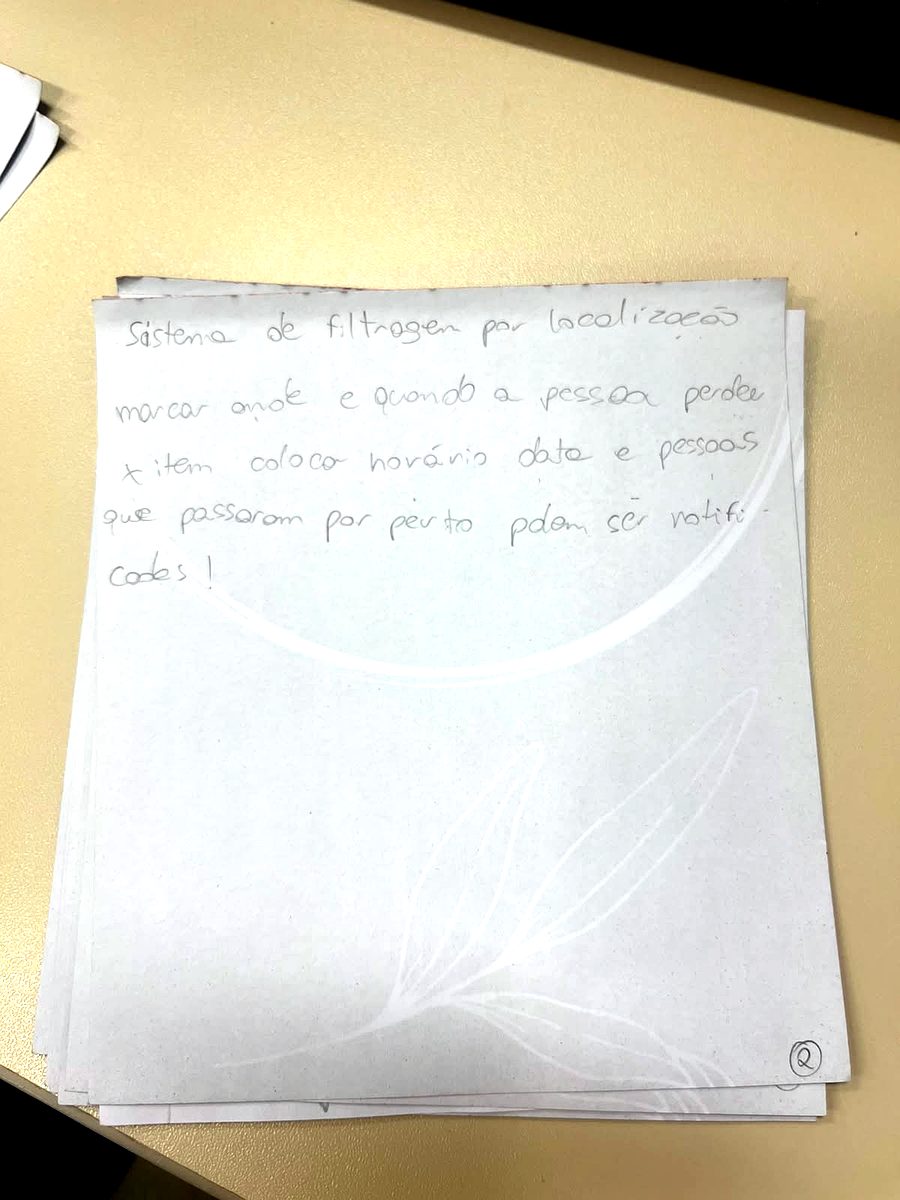 Sistema de filtragem por localização
marcar onde e quando a pessoa perdeu
x item coloca horário data e pessoas
que passaram por perto podem ser notifi-
cades!
2